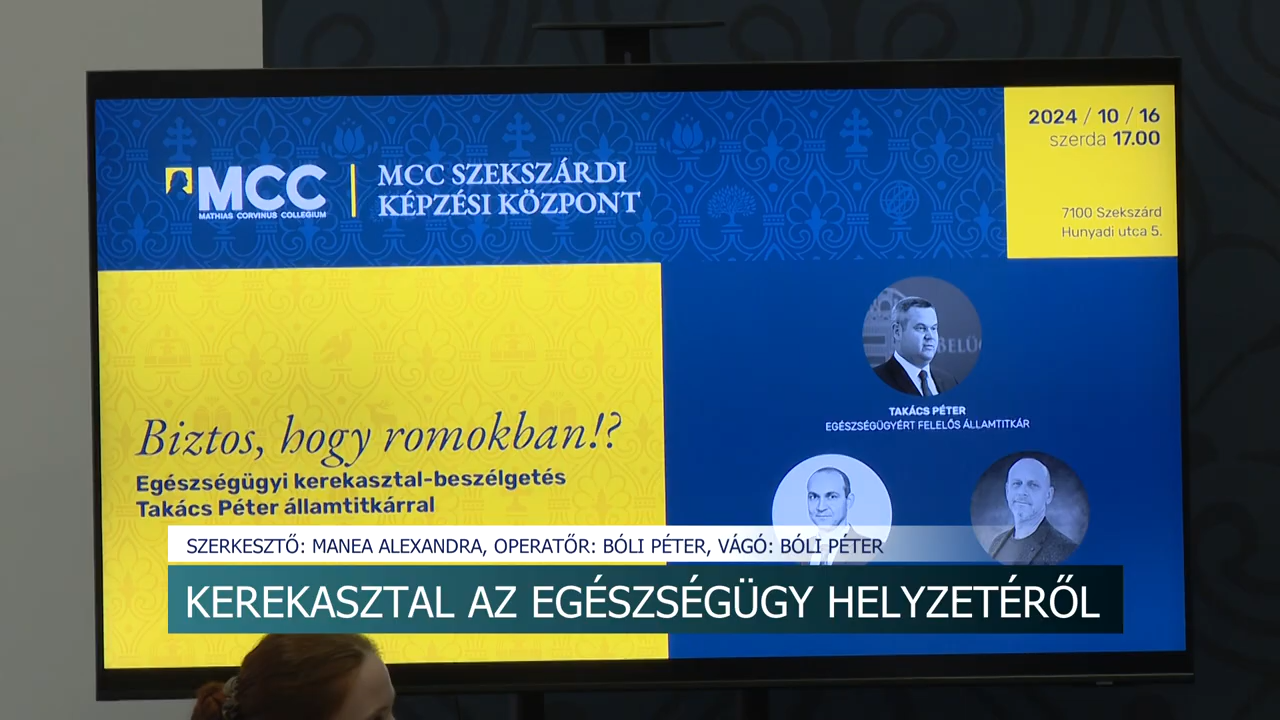 MCC
MATHIAS CORVINUS COLLEGIUM
MCC SZEKSZÁRDI
KÉPZÉSI KÖZPONT
2024 / 10 / 16
szerda 17.00
7100 Szekszárd
Hunyadi utca 5.
BELÜ
TAKÁCS PÉTER
EGÉSZSÉGÜGYÉRT FELELŐS ÁLLAMTITKÁR
Biztos, hogy romokban!?
Egészségügyi kerekasztal-beszélgetés
Takács Péter államtitkárral
SZERKESZTŐ: MANEA ALEXANDRA, OPERATŐR: BÓLI PÉTER, VÁGÓ: BÓLI PÉTER
KEREKASZTAL AZ EGÉSZSÉGÜGY HELYZETÉRŐL